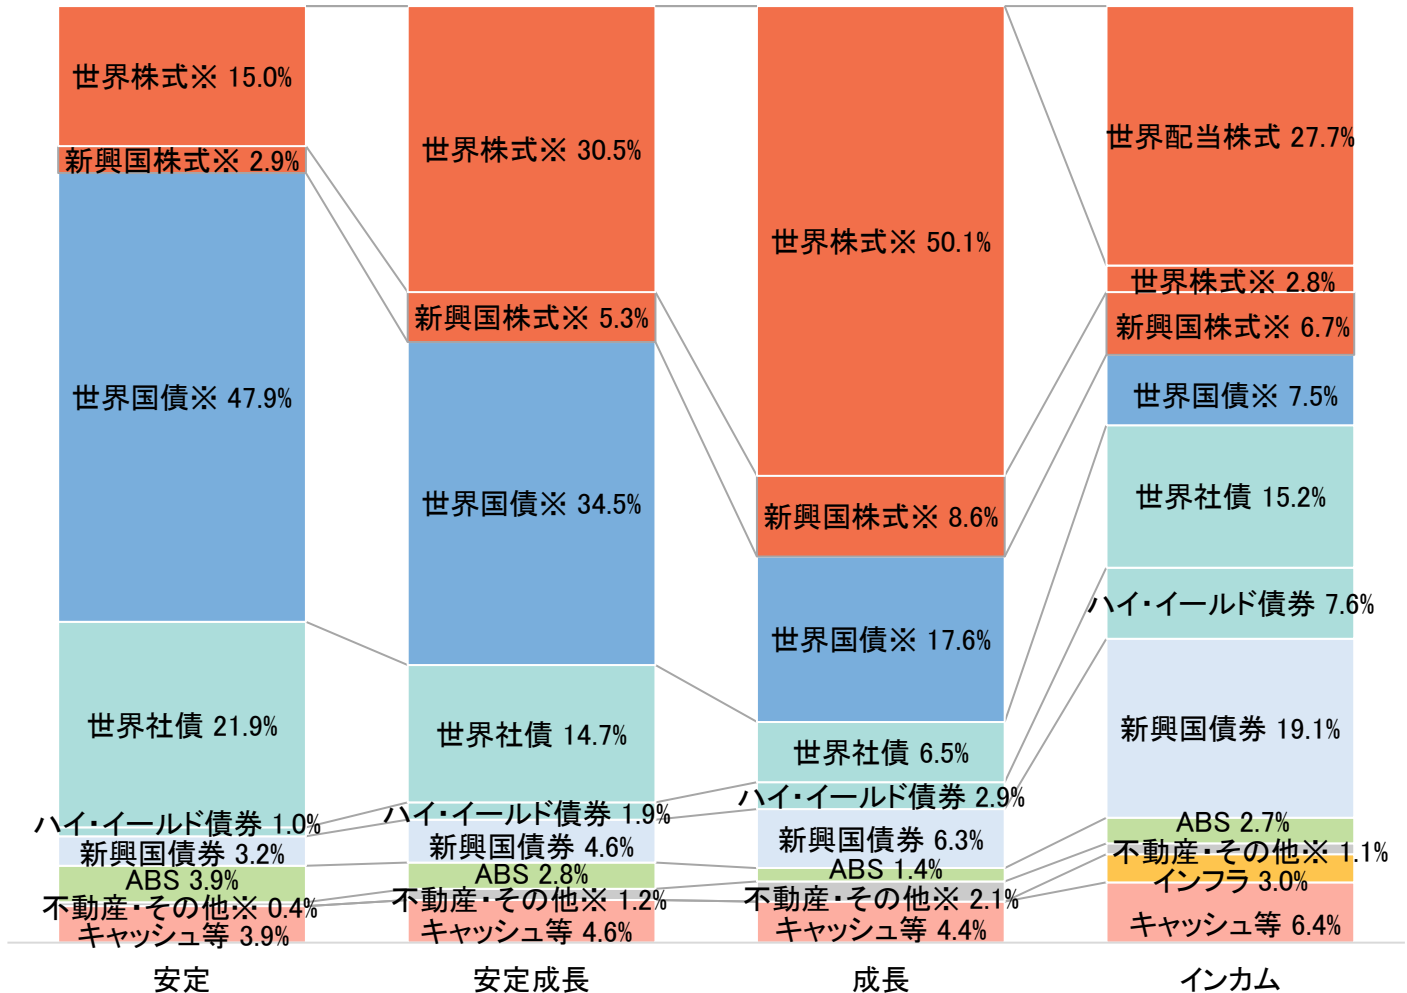 世界株式※ 15.0%
新興国株式※ 2.9%
世界国債※ 47.9%
世界社債 21.9%
ハイ・イールド債券 1.0%
新興国債券 3.2%
ABS 3.9%
不動産・その他※ 0.4%
キャッシュ等 3.9%
安定
世界株式※ 30.5%
新興国株式※ 5.3%
世界国債※ 34.5%
世界社債 14.7%
ハイ・イールド債券 1.9%
新興国債券 4.6%
ABS 2.8%
不動産・その他※ 1.2%
キャッシュ等 4.6%
安定成長
世界株式※ 50.1%
新興国株式※ 8.6%
世界国債※ 17.6%
世界社債 6.5%
ハイ・イールド債券 2.9%
新興国債券 6.3%
ABS 1.4%
不動産・その他※ 2.1%
キャッシュ等 4.4%
成長
世界配当株式 27.7%
世界株式※ 2.8%
新興国株式※ 6.7%
世界国債※ 7.5%
世界社債 15.2%
ハイ・イールド債券 7.6%
新興国債券 19.1%
ABS 2.7%
不動産・その他※ 1.1%
インフラ 3.0%
キャッシュ等 6.4%
インカム